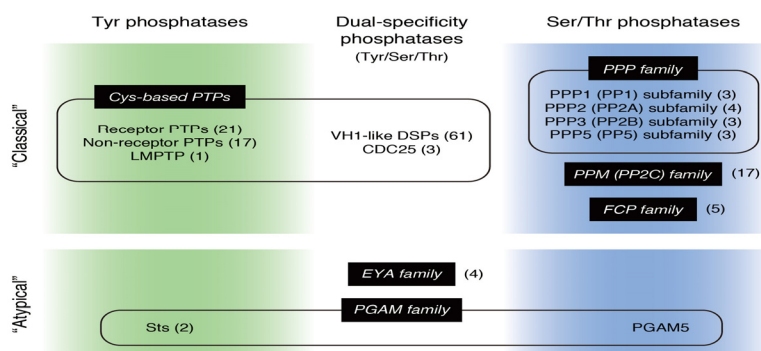 Tyr phosphatases
Dual-specificity
phosphatases
(Tyr/Ser/Thr)
Ser/Thr phosphatases
"Classical"
Cys-based PTPs
Receptor PTPs (21)
Non-receptor PTPs (17)
LMPTP (1)
VH1-like DSPs (61)
CDC25 (3)
PPP family
PPP1 (PP1) subfamily (3)
PPP2 (PP2A) subfamily (4)
PPP3 (PP2B) subfamily (3)
PPP5 (PP5) subfamily (3)
PPM (PP2C) family (17)
FCP family (5)
"Atypical"
EYA family (4)
PGAM family
Sts (2)
PGAM5